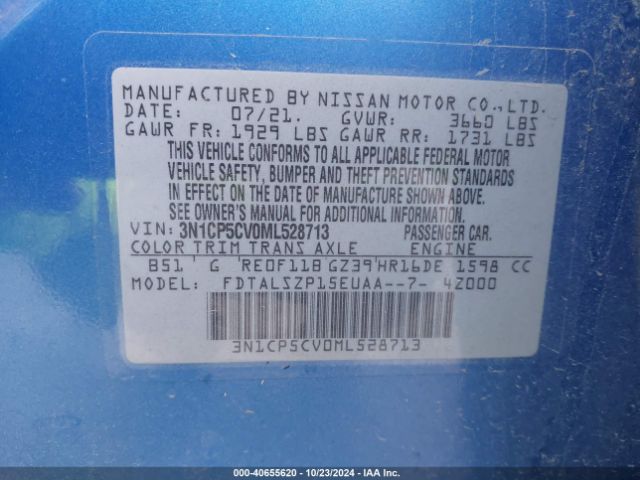 MANUFACTURED BY NISSAN MOTOR CO.,LTD.
DATE: 07/21. GVWR: 3660 LBS
GAWR FR: 1929 LBS GAWR RR: 1731 LBS
THIS VEHICLE CONFORMS TO ALL APPLICABLE FEDERAL MOTOR
VEHICLE SAFETY, BUMPER AND THEFT PREVENTION STANDARDS
IN EFFECT ON THE DATE OF MANUFACTURE SHOWN ABOVE.
SEE OWNER'S MANUAL FOR ADDITIONAL INFORMATION.
VIN: 3N1CP5CV0ML528713 PASSENGER CAR.
COLOR TRIM TRANS AXLE ENGINE
B51 G RE0F11B GZ39 HR16DE 1598 CC
MODEL: FDTALSZP15EUAA--7- 4Z000
3N1CP5CV0ML528713
000-40655620 | 10/23/2024 | IAA, Inc.